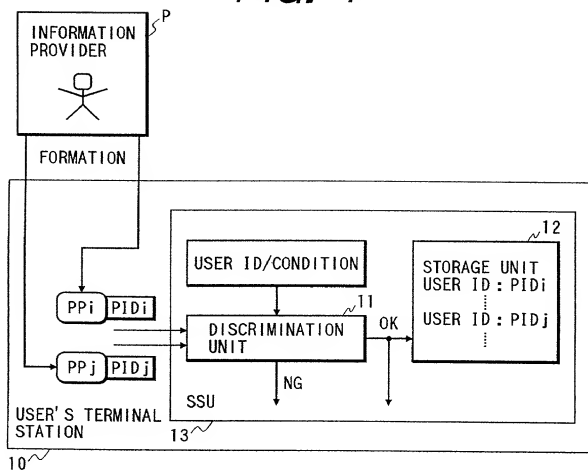 P
INFORMATION
PROVIDER
FORMATION
USER ID/CONDITION
12
STORAGE UNIT
USER ID : PIDi
USER ID : PIDj
11
DISCRIMINATION
UNIT
OK
NG
PPi PIDi
PPj PIDj
SSU
13
USER'S TERMINAL
STATION
10